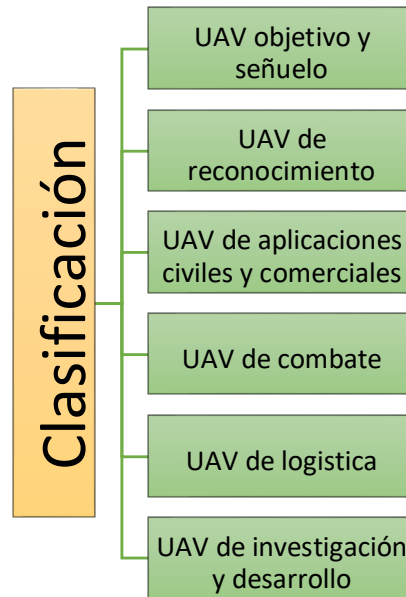 Clasificación
UAV objetivo y
señuelo
UAV de
reconocimiento
UAV de aplicaciones
civiles y comerciales
UAV de combate
UAV de logistica
UAV de investigación
y desarrollo